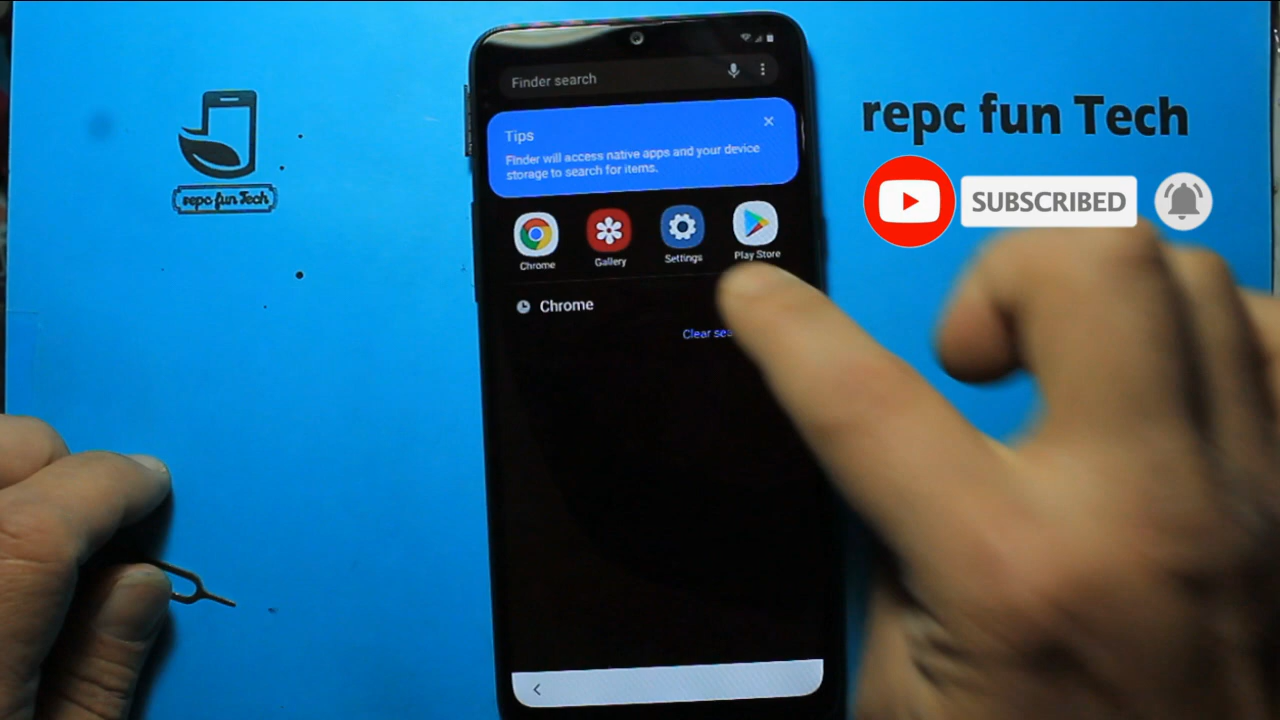 Finder search
Tips
Finder will access native apps and your device
storage to search for items.
Chrome
Gallery
Settings
Play Store
Chrome
Clear
repc fun Tech
repc fun Tech
SUBSCRIBED